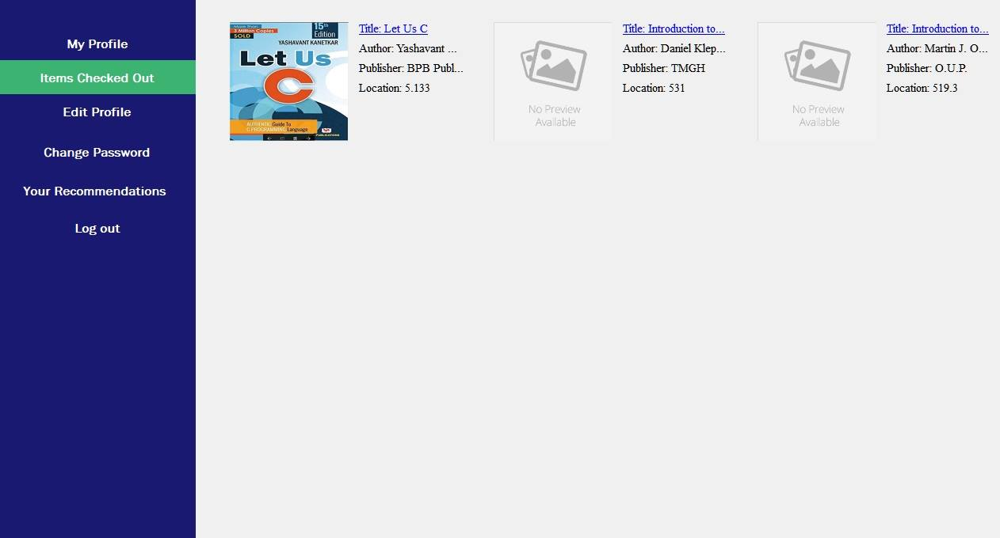 My Profile
Items Checked Out
Edit Profile
Change Password
Your Recommendations
Log out
More Than
3 Million Copies
SOLD
15th
Edition
YASHAVANT KANETKAR
Let Us
C
AUTHENTIC Guide To
C PROGRAMMING Language
PUBLICATIONS
Title: Let Us C
Author: Yashavant ...
Publisher: BPB Publ...
Location: 5.133
No Preview
Available
Title: Introduction to...
Author: Daniel Klep...
Publisher: TMGH
Location: 531
No Preview
Available
Title: Introduction to...
Author: Martin J. O...
Publisher: O.U.P.
Location: 519.3